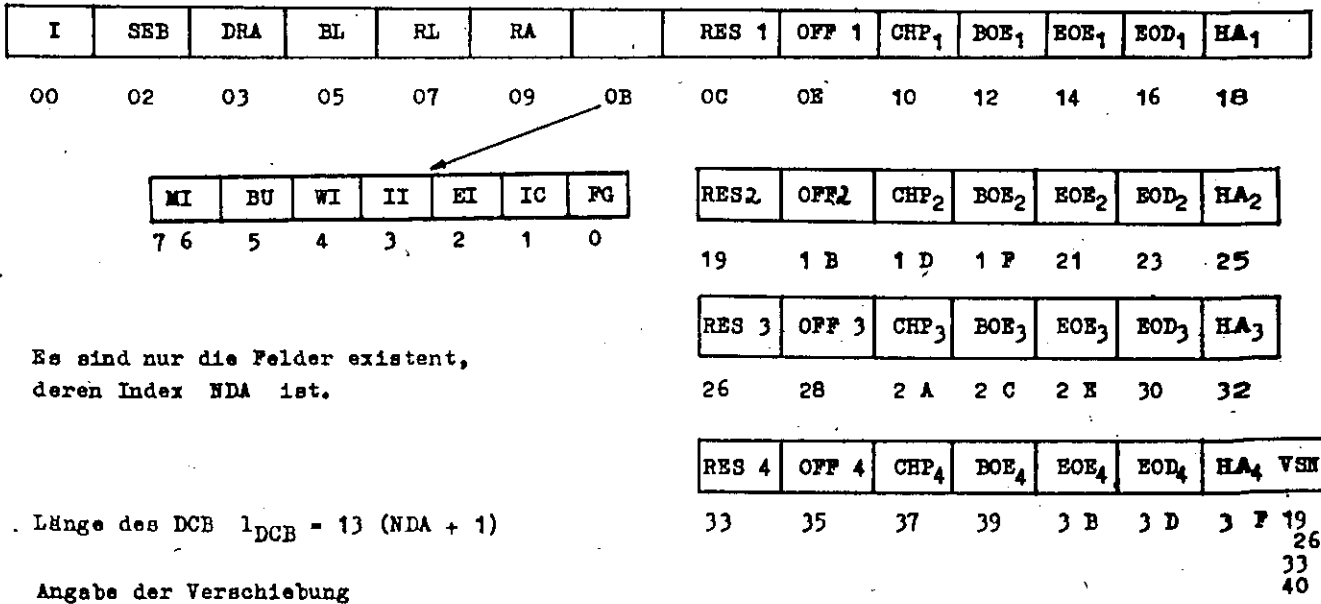 I SEB DRA BL RL RA RES 1 OFF 1 CHP1 BOE1 EOE1 EOD1 HA1
00 02 03 05 07 09 0B 0C 0E 10 12 14 16 18
MI BU WI II EI IC FG
7 6 5 4 3 2 1 0
RES2 OFF2 CHP2 BOE2 EOE2 EOD2 HA2
19 1 B 1 D 1 F 21 23 25
RES 3 OFF 3 CHP3 BOE3 EOE3 EOD3 HA3
26 28 2 A 2 C 2 E 30 32
Es sind nur die Felder existent,
deren Index NDA ist.
RES 4 OFF 4 CHP4 BOE4 EOE4 EOD4 HA4 VSN
33 35 37 39 3 B 3 D 3 F 19
26
33
40
Länge des DCB lDCB = 13 (NDA + 1)
Angabe der Verschiebung